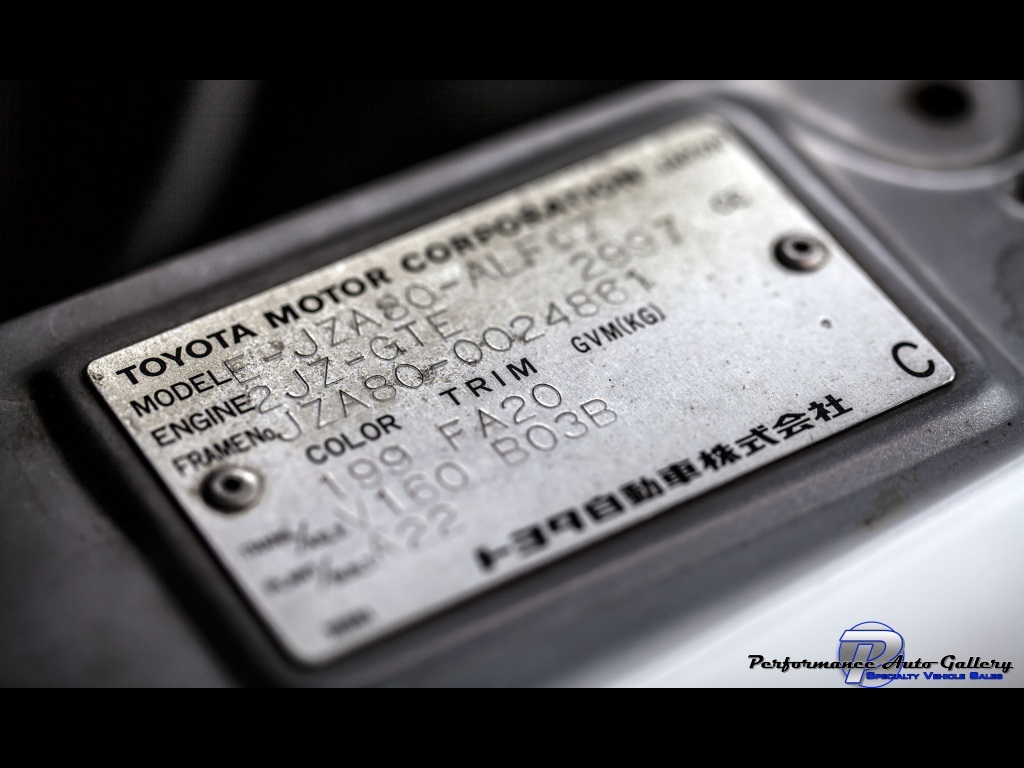 TOYOTA MOTOR CORPORATION JAPAN
MODEL E-JZA80-ALFQZ
ENGINE 2JZ-GTE 2997 CC
FRAME No. JZA80-0024861
COLOR TRIM GVM(KG)
199 FA20
V160 B03B
A22
トヨタ自動車株式会社
C
Performance Auto Gallery
Specialty Vehicle Sales